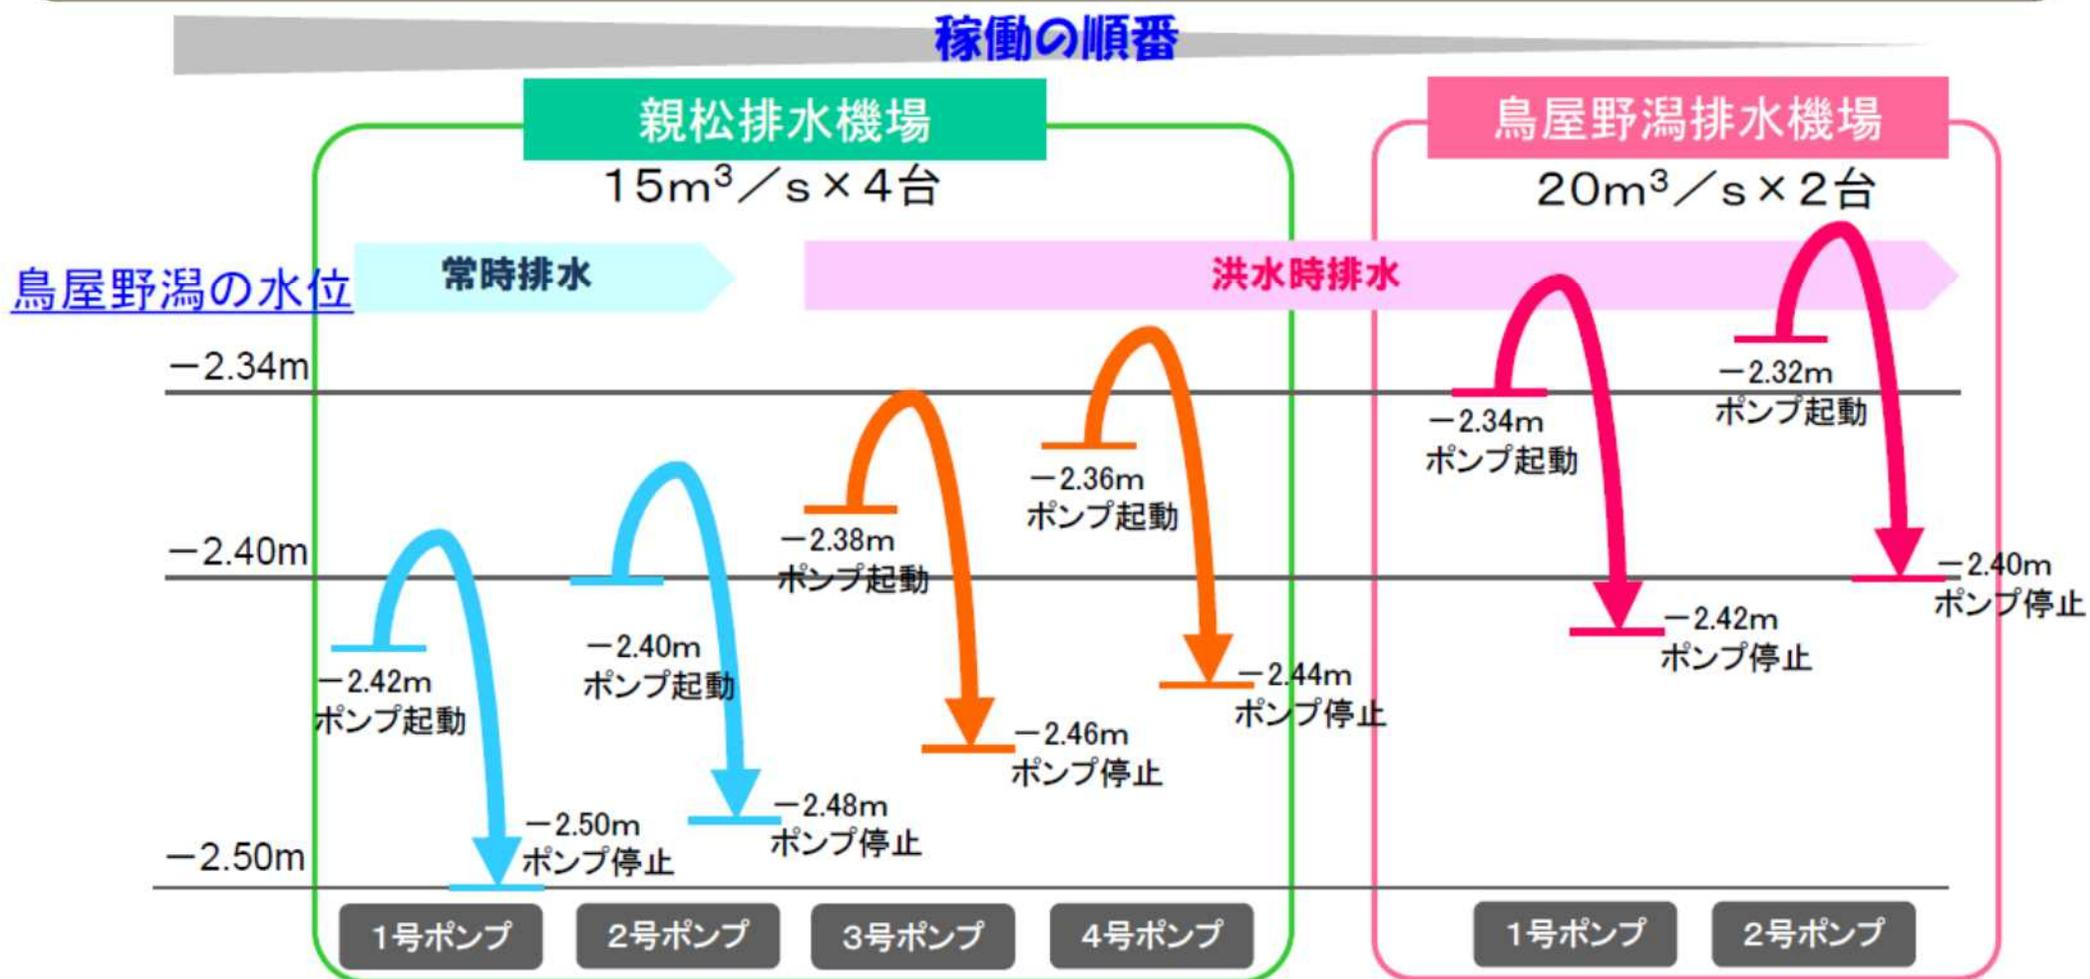 稼働の順番
親松排水機場
15m³／s×4台
鳥屋野潟排水機場
20m³／s×2台
鳥屋野潟の水位
常時排水
洪水時排水
－2.34m
－2.40m
－2.50m
－2.42m
ポンプ起動
－2.50m
ポンプ停止
－2.40m
ポンプ起動
－2.48m
ポンプ停止
－2.38m
ポンプ起動
－2.46m
ポンプ停止
－2.36m
ポンプ起動
－2.44m
ポンプ停止
－2.34m
ポンプ起動
－2.42m
ポンプ停止
－2.32m
ポンプ起動
－2.40m
ポンプ停止
1号ポンプ
2号ポンプ
3号ポンプ
4号ポンプ
1号ポンプ
2号ポンプ